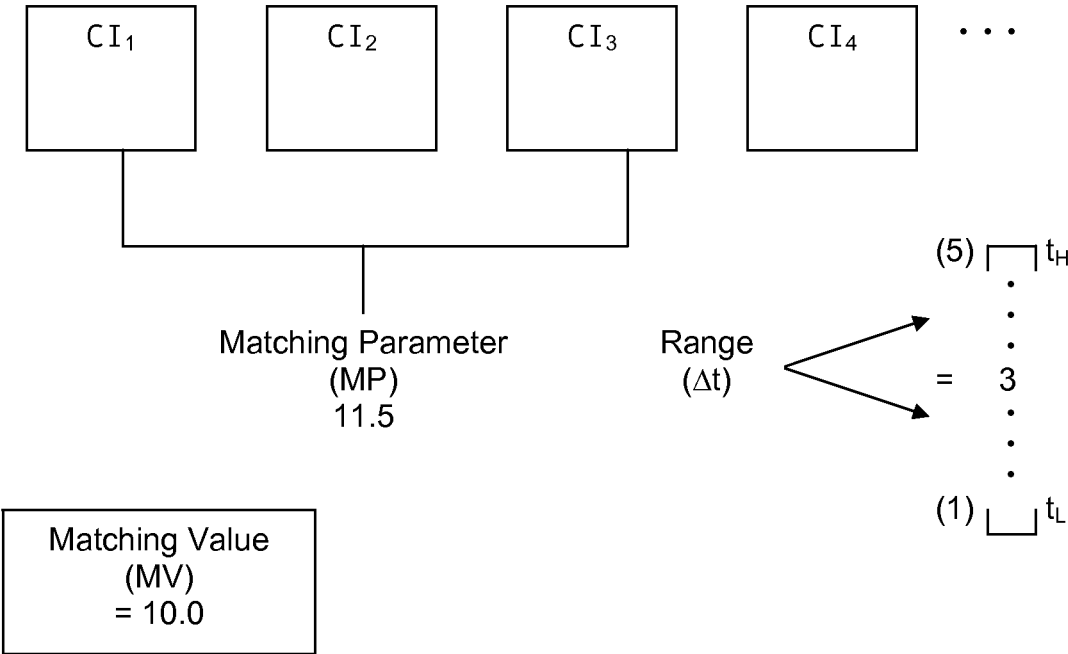 CI₁ CI₂ CI₃ CI₄ . . .
(5) tH
Matching Parameter
(MP)
11.5
Range
(Δt)
= 3
(1) tL
Matching Value
(MV)
= 10.0